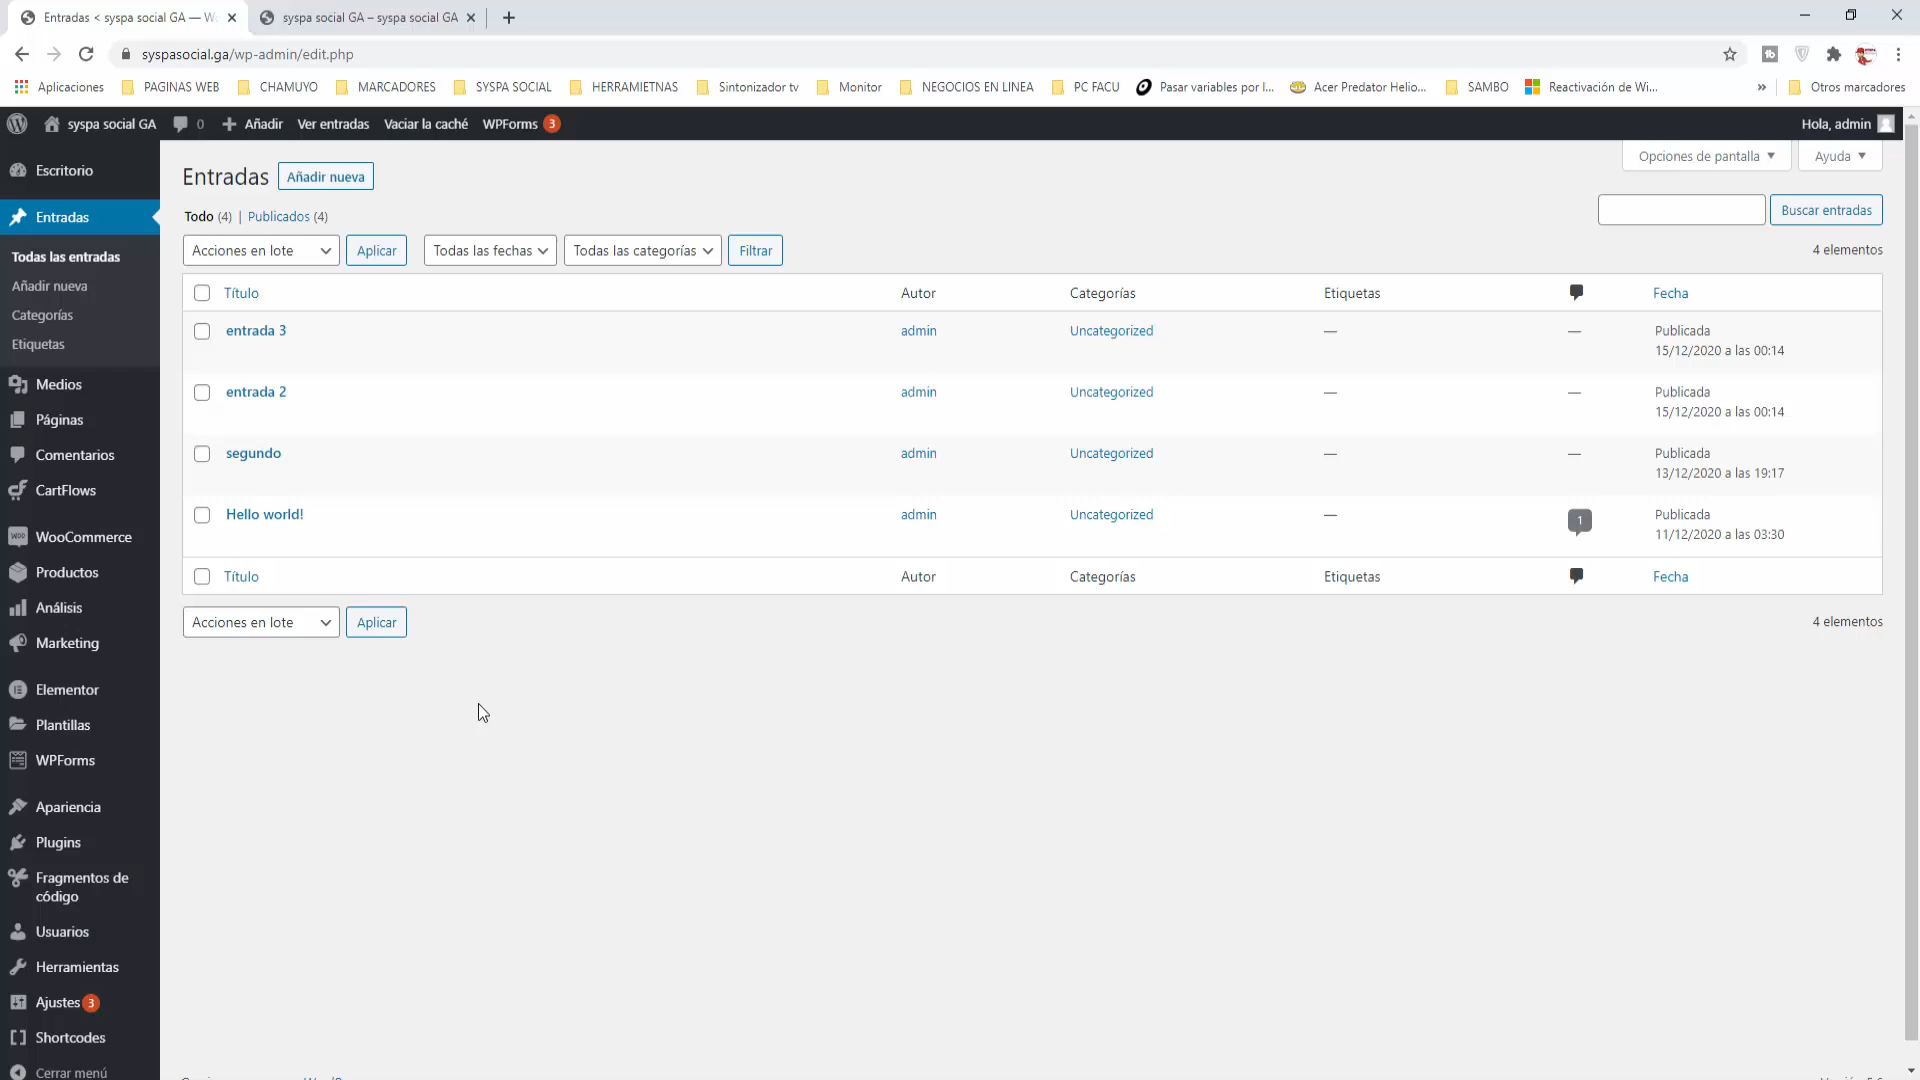 Entradas < syspa social GA — Wo
syspa social GA – syspa social GA
syspasocial.ga/wp-admin/edit.php
Aplicaciones
PAGINAS WEB
CHAMUYO
MARCADORES
SYSPA SOCIAL
HERRAMIETNAS
Sintonizador tv
Monitor
NEGOCIOS EN LINEA
PC FACU
Pasar variables por l...
Acer Predator Helio...
SAMBO
Reactivación de Wi...
»
Otros marcadores
syspa social GA
0
Añadir
Ver entradas
Vaciar la caché
WPForms 3
Hola, admin
Escritorio
Entradas
Todas las entradas
Añadir nueva
Categorías
Etiquetas
Medios
Páginas
Comentarios
CartFlows
WooCommerce
Productos
Análisis
Marketing
Elementor
Plantillas
WPForms
Apariencia
Plugins
Fragmentos de
código
Usuarios
Herramientas
Ajustes 3
Shortcodes
Cerrar menú
Opciones de pantalla
Ayuda
Entradas
Añadir nueva
Todo (4) | Publicados (4)
Buscar entradas
Acciones en lote
Aplicar
Todas las fechas
Todas las categorías
Filtrar
4 elementos
Título
Autor
Categorías
Etiquetas
Fecha
entrada 3
admin
Uncategorized
—
—
Publicada
15/12/2020 a las 00:14
entrada 2
admin
Uncategorized
—
—
Publicada
15/12/2020 a las 00:14
segundo
admin
Uncategorized
—
—
Publicada
13/12/2020 a las 19:17
Hello world!
admin
Uncategorized
—
1
Publicada
11/12/2020 a las 03:30
Título
Autor
Categorías
Etiquetas
Fecha
Acciones en lote
Aplicar
4 elementos